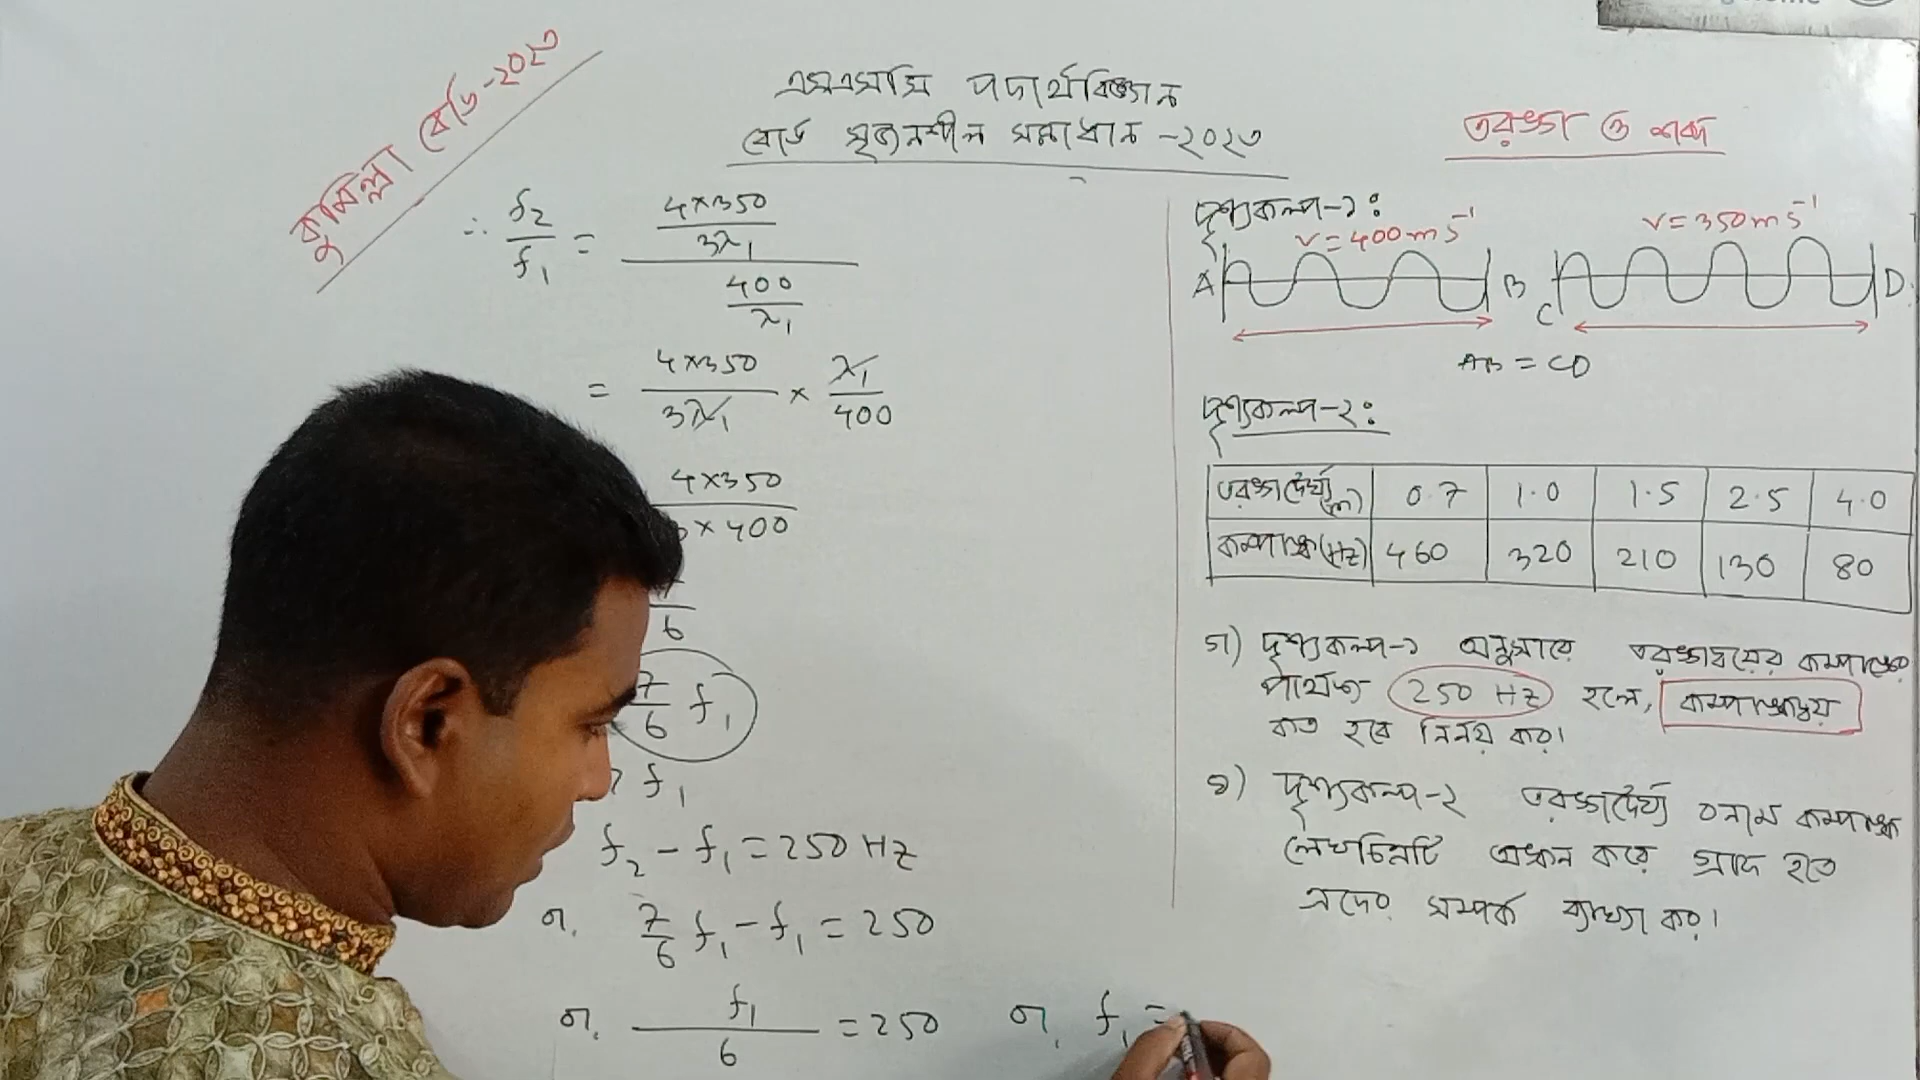 কুমিল্লা বোর্ড-২০২৩
এসএসসি পদার্থবিজ্ঞান
বোর্ড সৃজনশীল সমাধান-২০২৩
∴ f₂/f₁ = (4×350/3λ₁)/(400/λ₁)
= 4×350/3λ₁ × λ₁/400
4×350
× 400
6
7/6 f₁
f₁
f₂ - f₁ = 250 Hz
বা, 7/6 f₁ - f₁ = 250
বা, f₁/6 = 250 বা, f₁ =
তরঙ্গ ও শব্দ
দৃশ্যকল্প-১:
v = 400 ms⁻¹ v = 350 ms⁻¹
A B C D
AB = CD
দৃশ্যকল্প-২:
তরঙ্গদৈর্ঘ্য (m) 0.7 1.0 1.5 2.5 4.0
কম্পাঙ্ক (Hz) 460 320 210 130 80
গ) দৃশ্যকল্প-১ অনুসারে তরঙ্গদ্বয়ের কম্পাঙ্কের
পার্থক্য 250 Hz হলে, কম্পাঙ্কদ্বয়
কত হবে নির্ণয় কর।
ঘ) দৃশ্যকল্প-২ তরঙ্গদৈর্ঘ্য বনাম কম্পাঙ্ক
লেখচিত্রটি অঙ্কন করে গ্রাফ হতে
এদের সম্পর্ক ব্যাখ্যা কর।